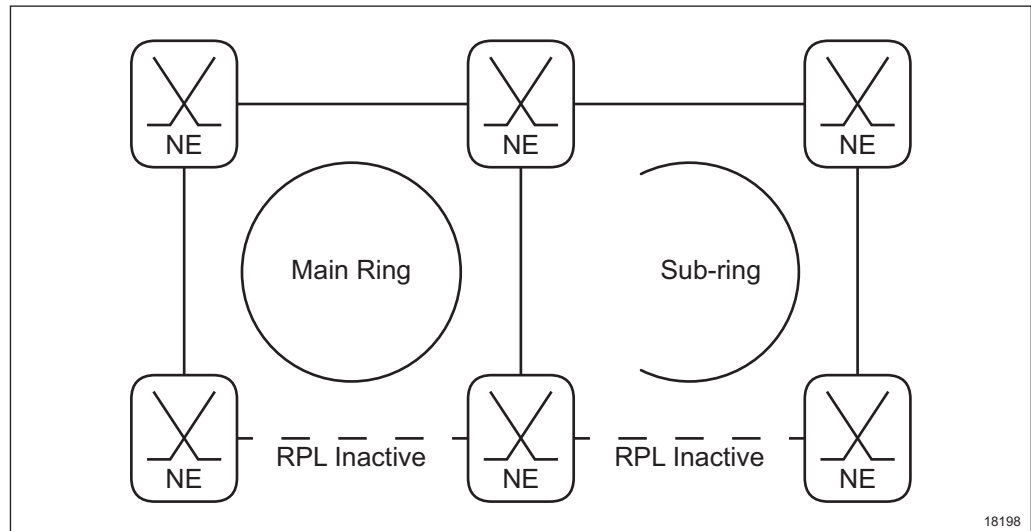 NE
NE
NE
Main Ring
Sub-ring
NE
RPL Inactive
NE
RPL Inactive
NE
18198